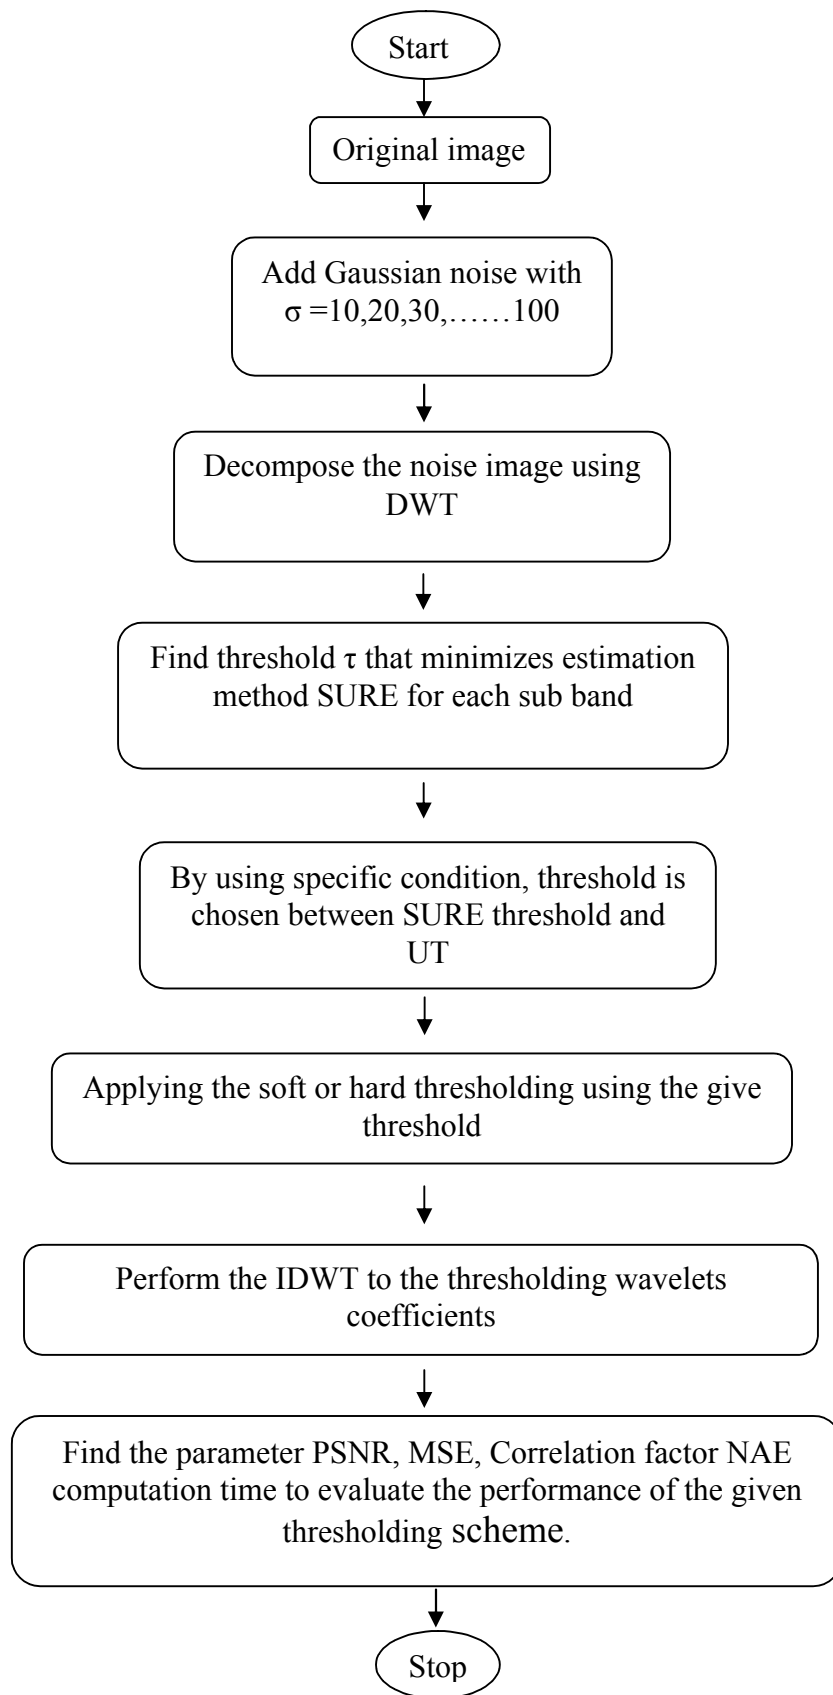 Start
Original image
Add Gaussian noise with
σ =10,20,30,……100
Decompose the noise image using
DWT
Find threshold τ that minimizes estimation
method SURE for each sub band
By using specific condition, threshold is
chosen between SURE threshold and
UT
Applying the soft or hard thresholding using the give
threshold
Perform the IDWT to the thresholding wavelets
coefficients
Find the parameter PSNR, MSE, Correlation factor NAE
computation time to evaluate the performance of the given
thresholding scheme.
Stop